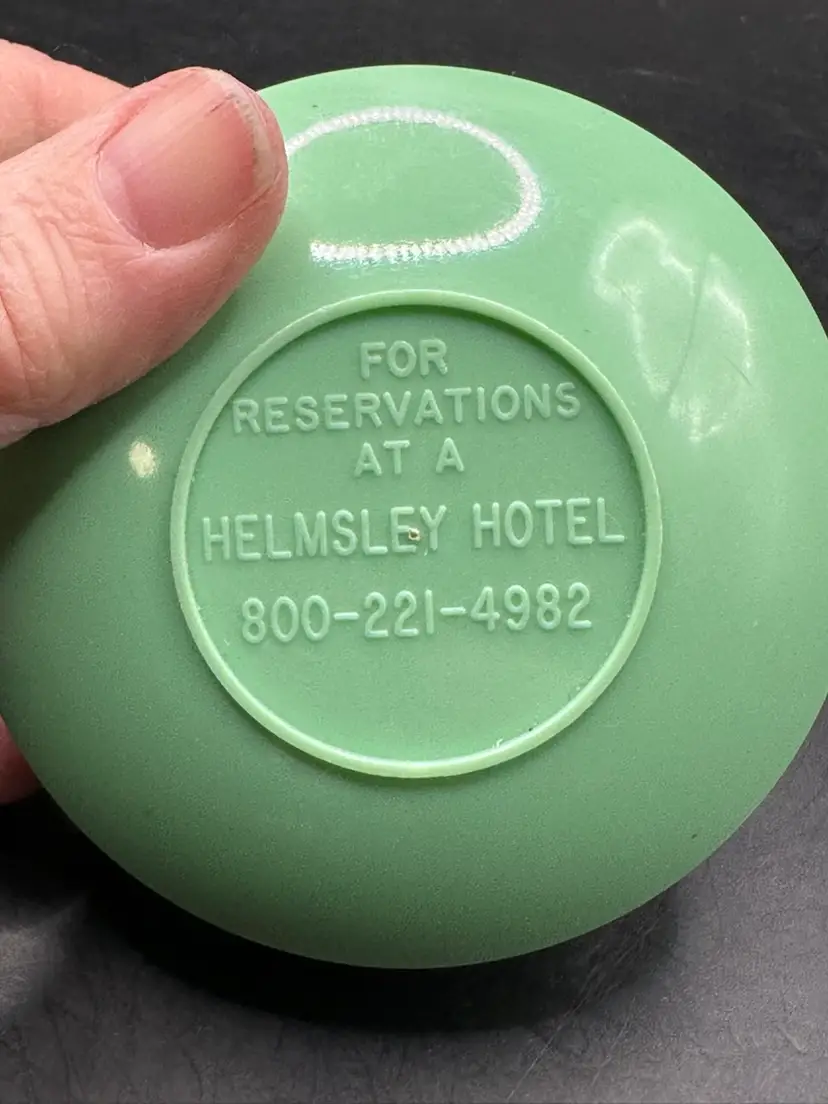 FOR
RESERVATIONS
AT A
HELMSLEY HOTEL
800-221-4982